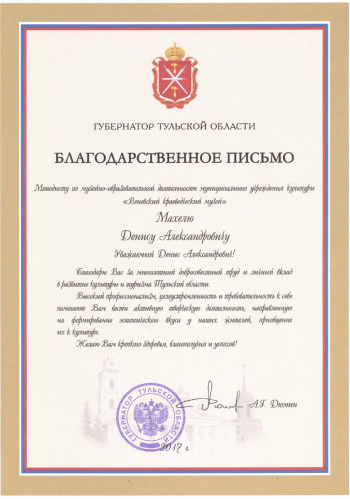 ГУБЕРНАТОР ТУЛЬСКОЙ ОБЛАСТИ
БЛАГОДАРСТВЕННОЕ ПИСЬМО
Методисту по музейно-образовательной деятельности муниципального учреждения культуры
«Веневский краеведческий музей»
Махелю
Денису Александровичу
Уважаемый Денис Александрович!
Благодарю Вас за многолетний добросовестный труд и личный вклад
в развитие культуры и туризма Тульской области.
Высокий профессионализм, целеустремленность и требовательность к себе
помогают Вам вести активную творческую деятельность, направленную
на формирование эстетического вкуса у наших жителей, приобщение
их к культуре.
Желаю Вам крепкого здоровья, благополучия и успехов!
А.Г. Дюмин
ГУБЕРНАТОР ТУЛЬСКОЙ ОБЛАСТИ
2017 г.